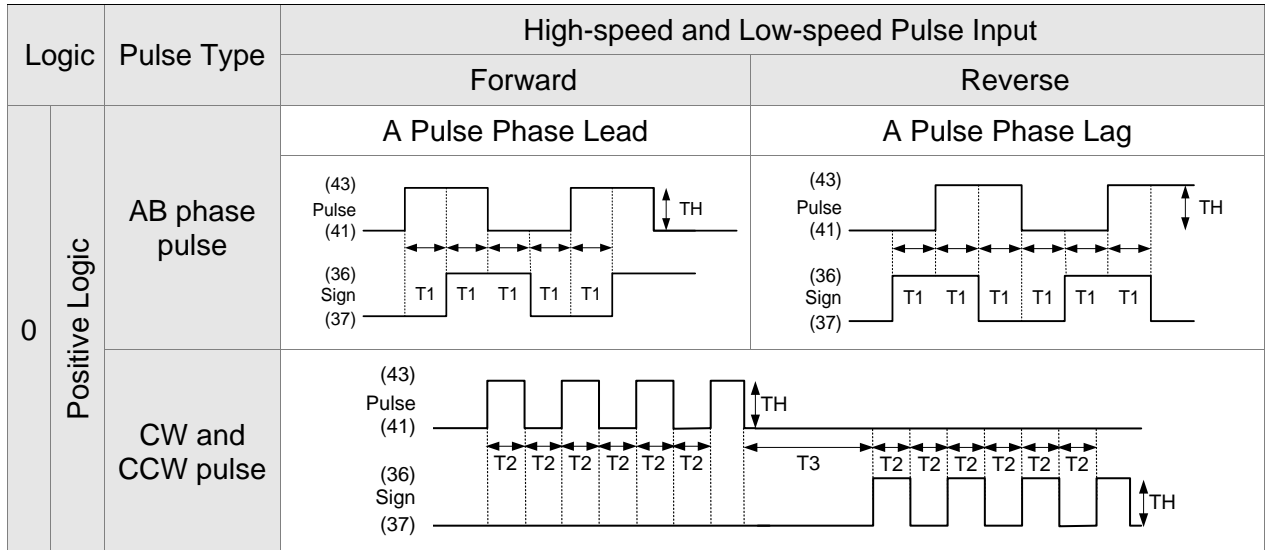 Logic
Pulse Type
High-speed and Low-speed Pulse Input
Forward
Reverse
0
Positive Logic
AB phase
pulse
A Pulse Phase Lead
A Pulse Phase Lag
(43)
Pulse
(41)
TH
(36)
Sign
(37)
T1 T1 T1 T1 T1
(43)
Pulse
(41)
TH
(36)
Sign
(37)
T1 T1 T1 T1 T1 T1
CW and
CCW pulse
(43)
Pulse
(41)
TH
T2 T2 T2 T2 T2 T2 T3 T2 T2 T2 T2 T2 T2
(36)
Sign
(37)
TH